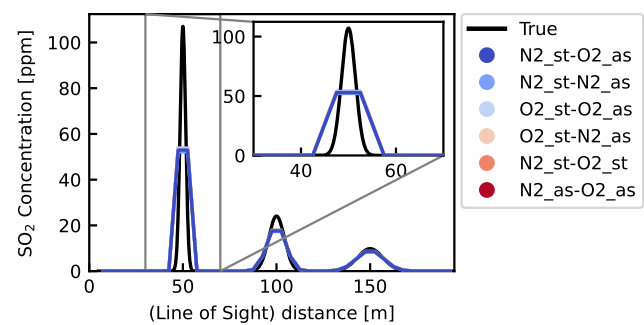 100
80
60
40
20
0
SO₂ Concentration [ppm]
0
50
100
150
(Line of Sight) distance [m]
100
50
0
40
60
True
N2_st-O2_as
N2_st-N2_as
O2_st-O2_as
O2_st-N2_as
N2_st-O2_st
N2_as-O2_as